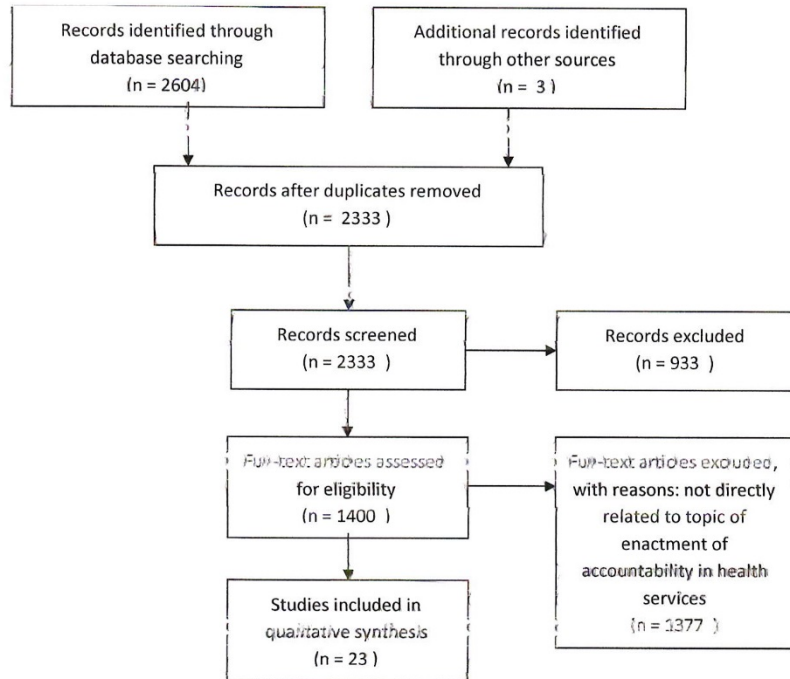 Records identified through
database searching
(n = 2604)
Additional records identified
through other sources
(n = 3 )
Records after duplicates removed
(n = 2333 )
Records screened
(n = 2333 )
Records excluded
(n = 933 )
Full-text articles assessed
for eligibility
(n = 1400 )
Full-text articles excluded,
with reasons: not directly
related to topic of
enactment of
accountability in health
services
(n = 1377 )
Studies included in
qualitative synthesis
(n = 23 )